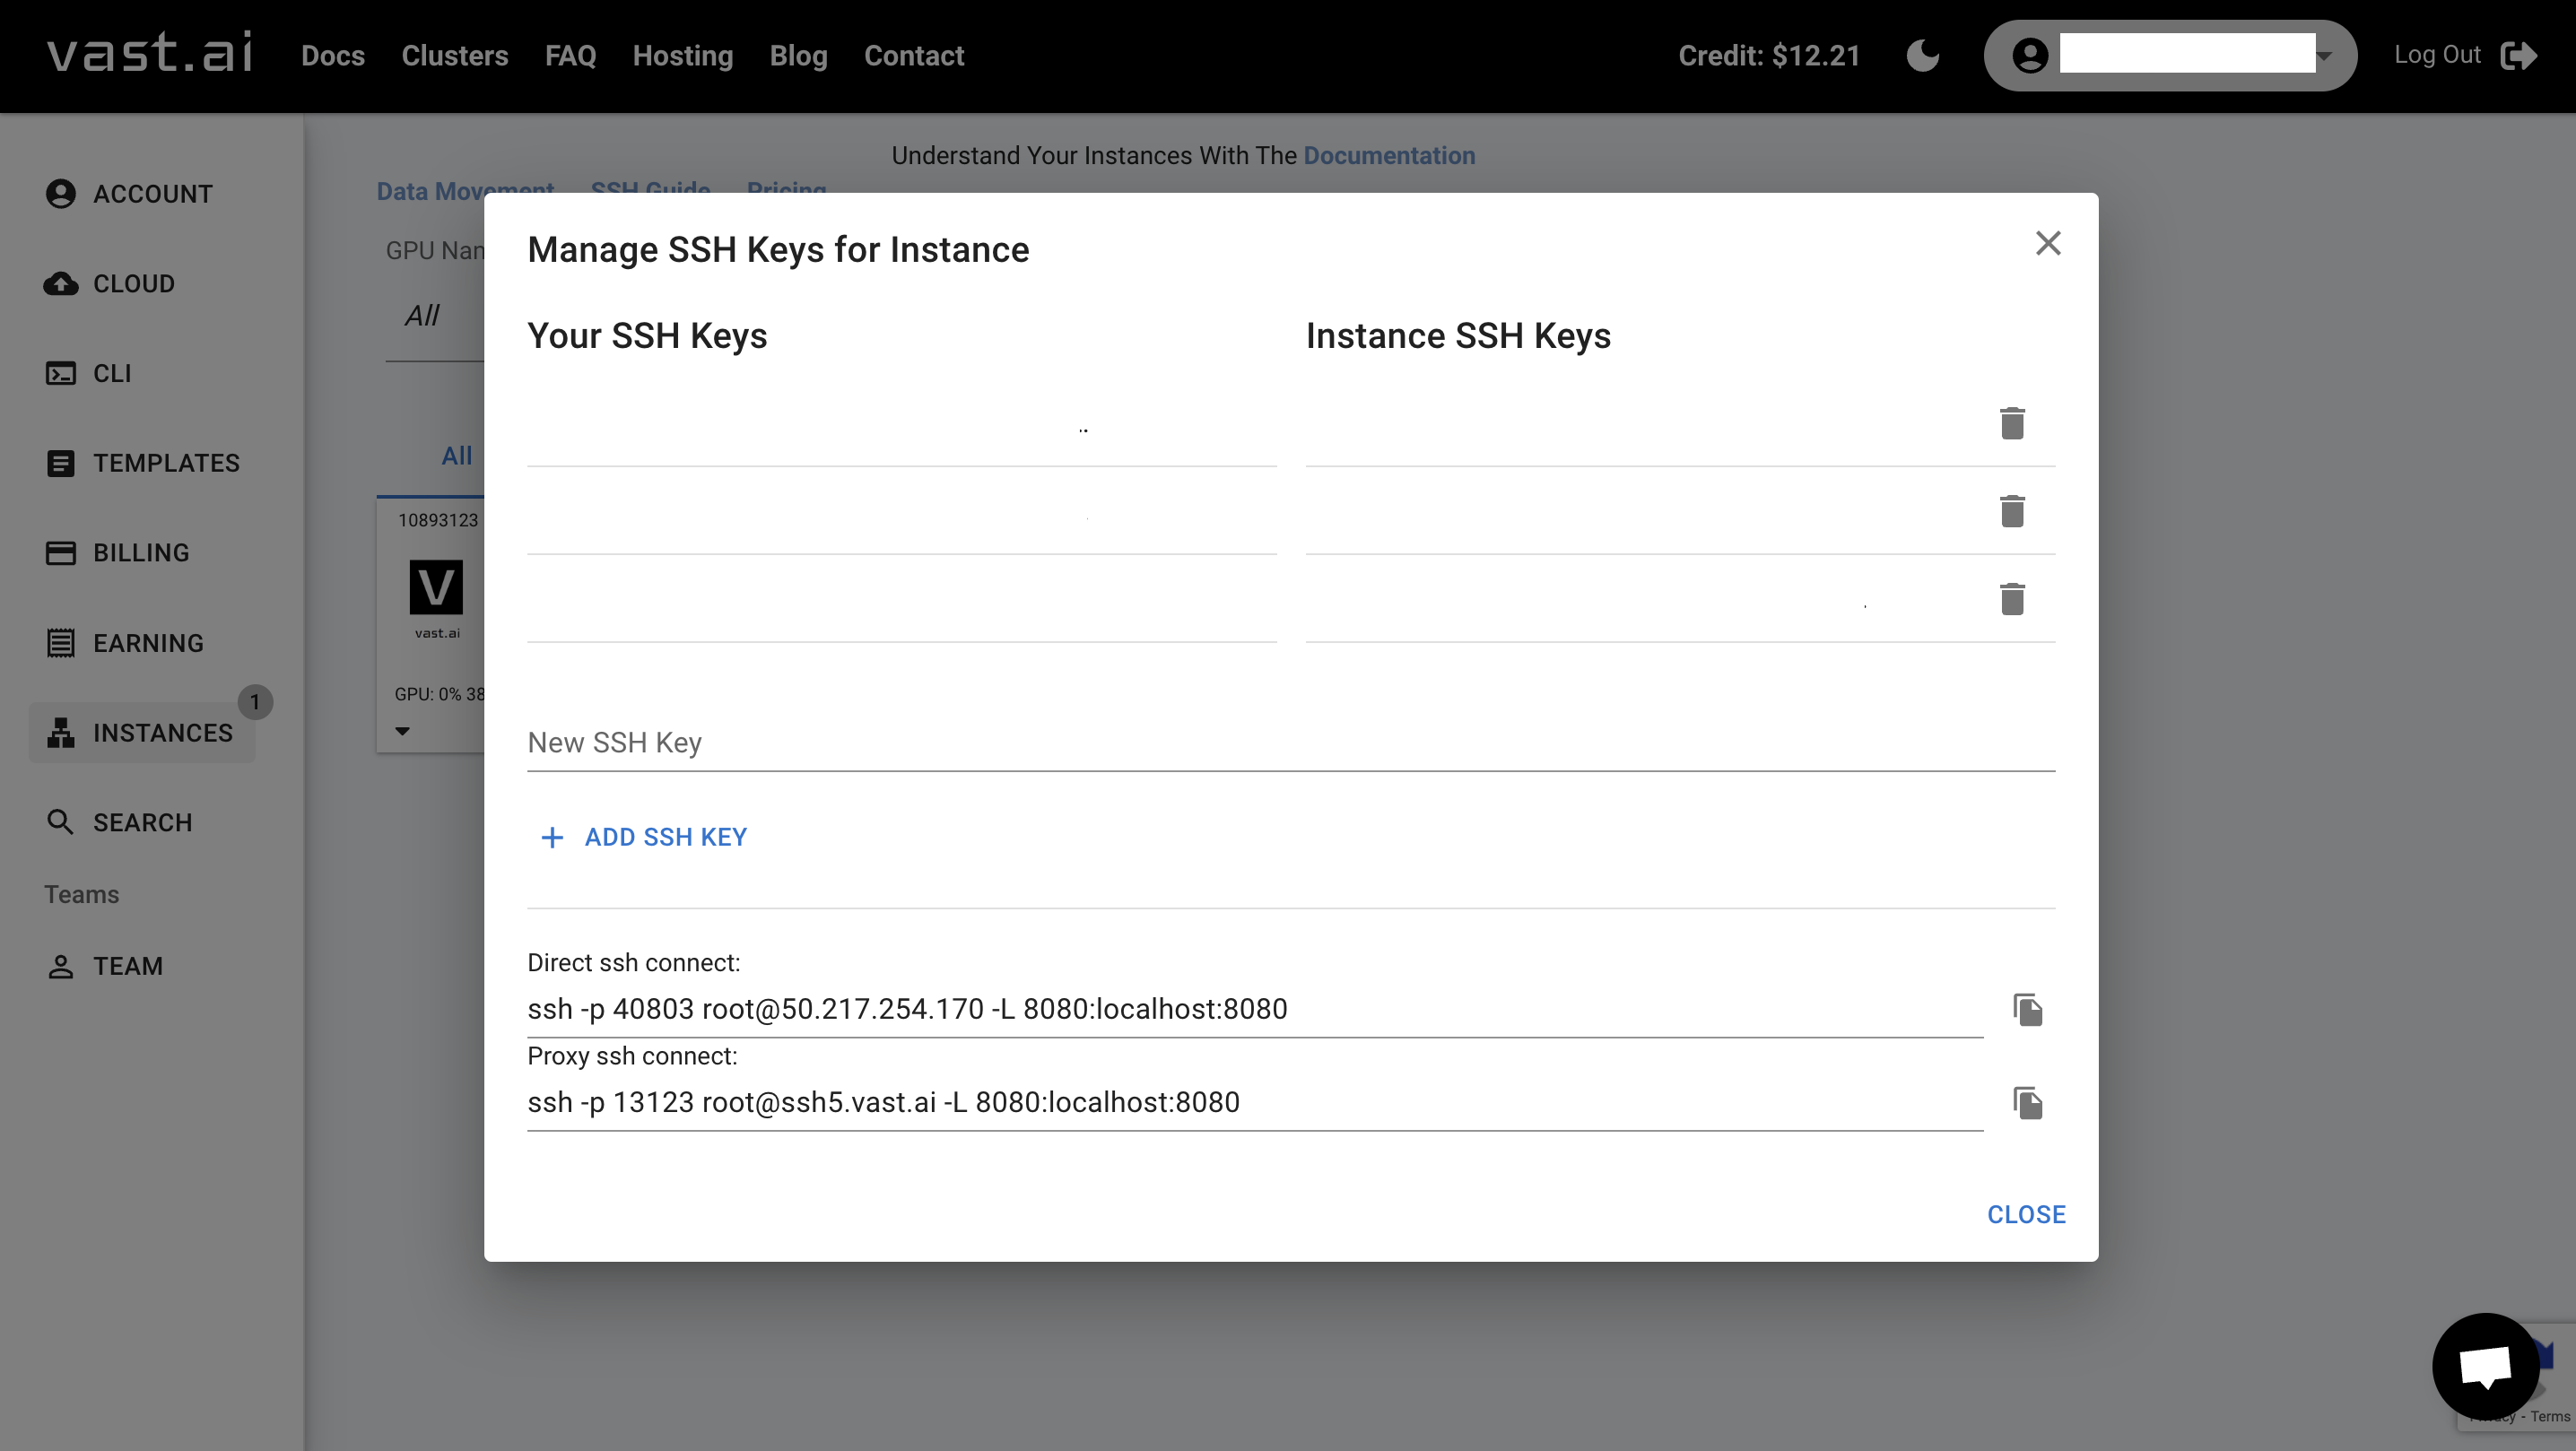 vast.ai Docs Clusters FAQ Hosting Blog Contact Credit: $12.21 Log Out
ACCOUNT
CLOUD
CLI
TEMPLATES
BILLING
EARNING
INSTANCES 1
SEARCH
Teams
TEAM
Understand Your Instances With The Documentation
Data Movement SSH Guide Pricing
GPU Nan
All
All
10893123
V
vast.ai
GPU: 0% 38
Manage SSH Keys for Instance
Your SSH Keys
Instance SSH Keys
New SSH Key
+ ADD SSH KEY
Direct ssh connect:
ssh -p 40803 root@50.217.254.170 -L 8080:localhost:8080
Proxy ssh connect:
ssh -p 13123 root@ssh5.vast.ai -L 8080:localhost:8080
CLOSE
- Terms